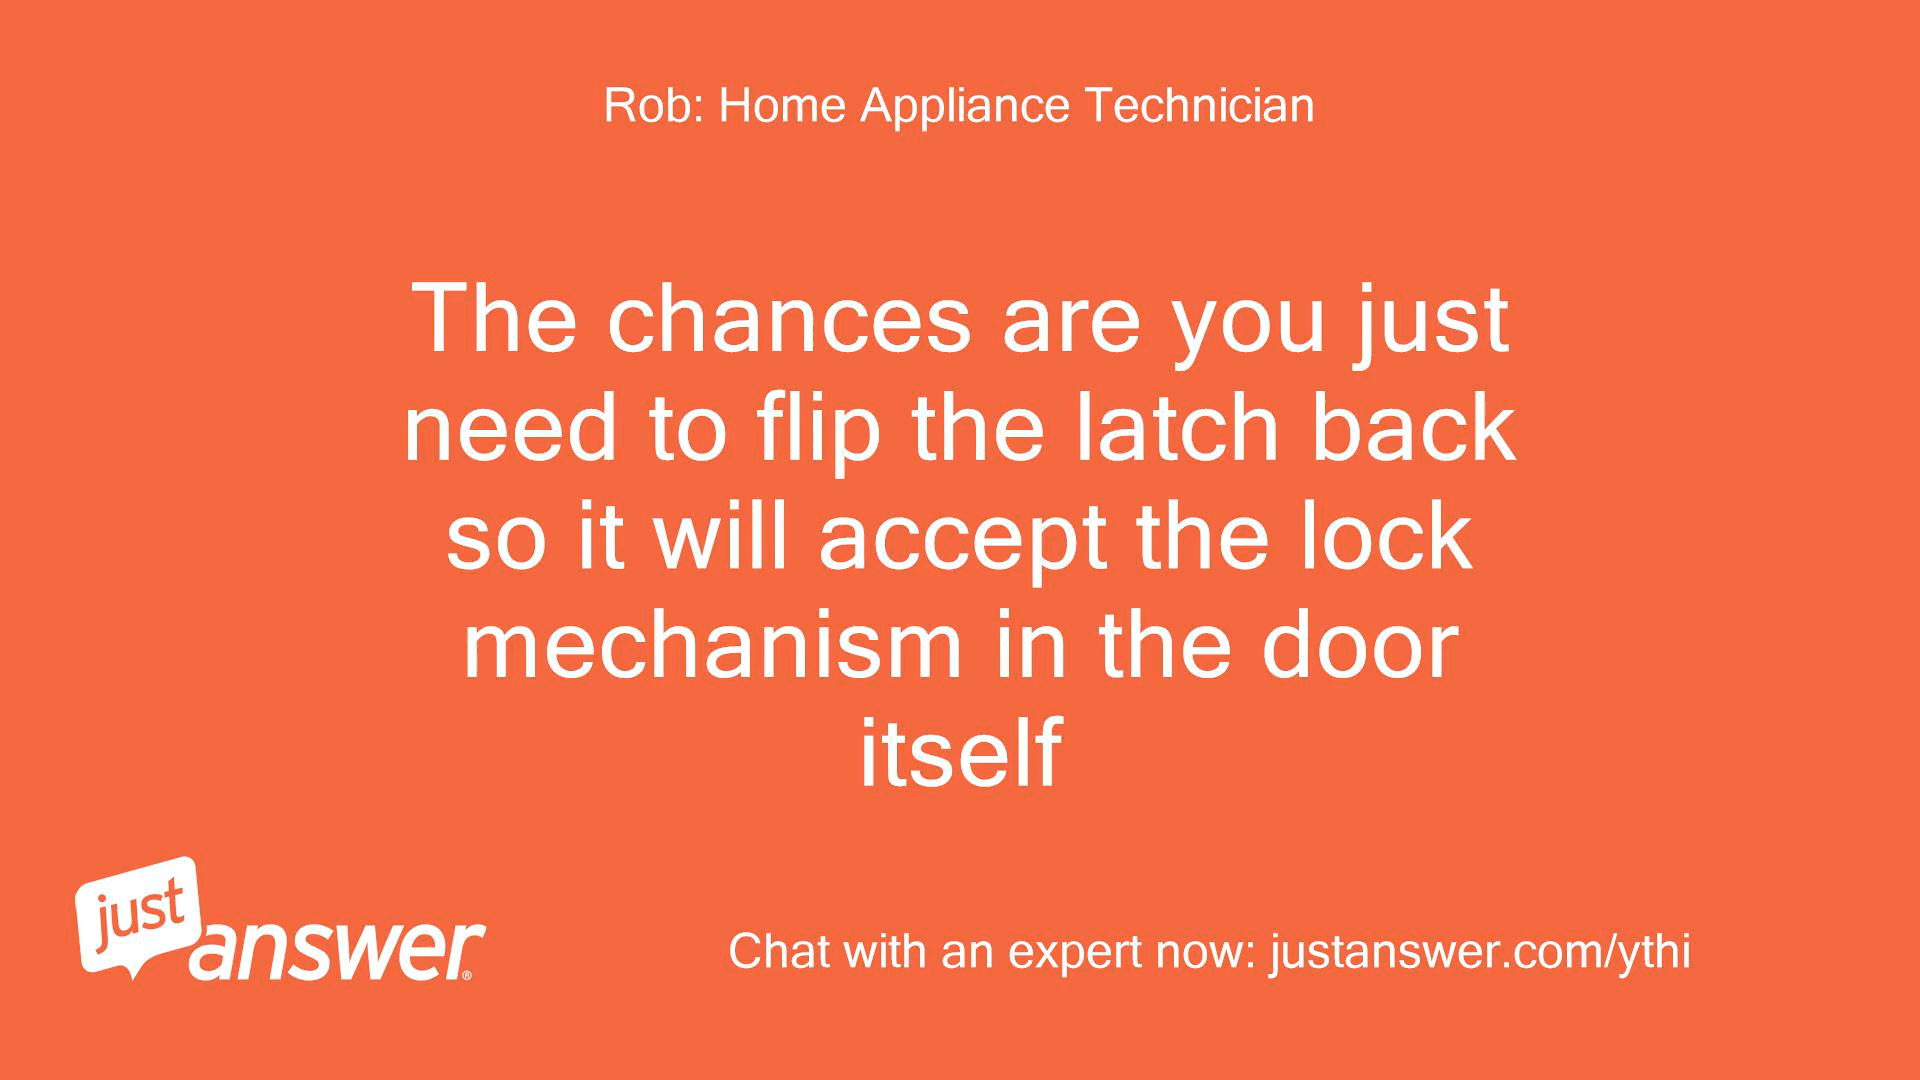 Rob: Home Appliance Technician
The chances are you just
need to flip the latch back
so it will accept the lock
mechanism in the door
itself
just
answer®
Chat with an expert now: justanswer.com/ythi